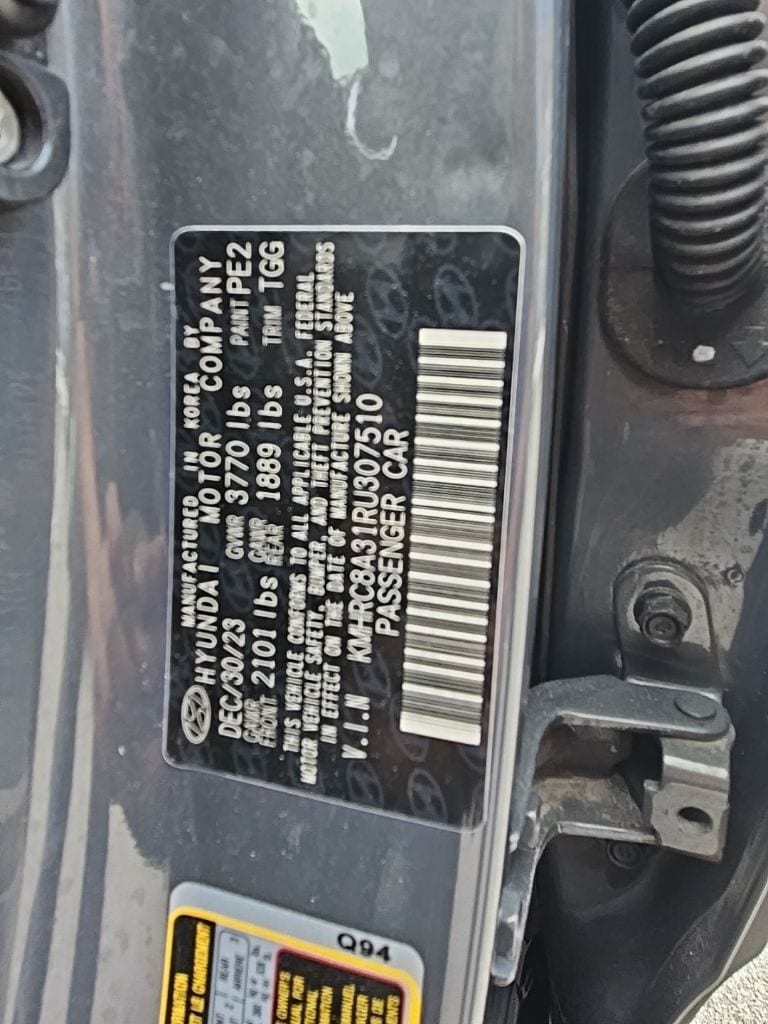 MANUFACTURED IN KOREA BY
HYUNDAI MOTOR COMPANY
DEC/30/23 GVWR 3770 lbs PAINT PE2
GAWR FRONT 2101 lbs GAWR REAR 1889 lbs TRIM TGG
THIS VEHICLE CONFORMS TO ALL APPLICABLE U.S.A. FEDERAL
MOTOR VEHICLE SAFETY, BUMPER, AND THEFT PREVENTION STANDARDS
IN EFFECT ON THE DATE OF MANUFACTURE SHOWN ABOVE
V.I.N KMHRC8A31RU307510
PASSENGER CAR
Q94